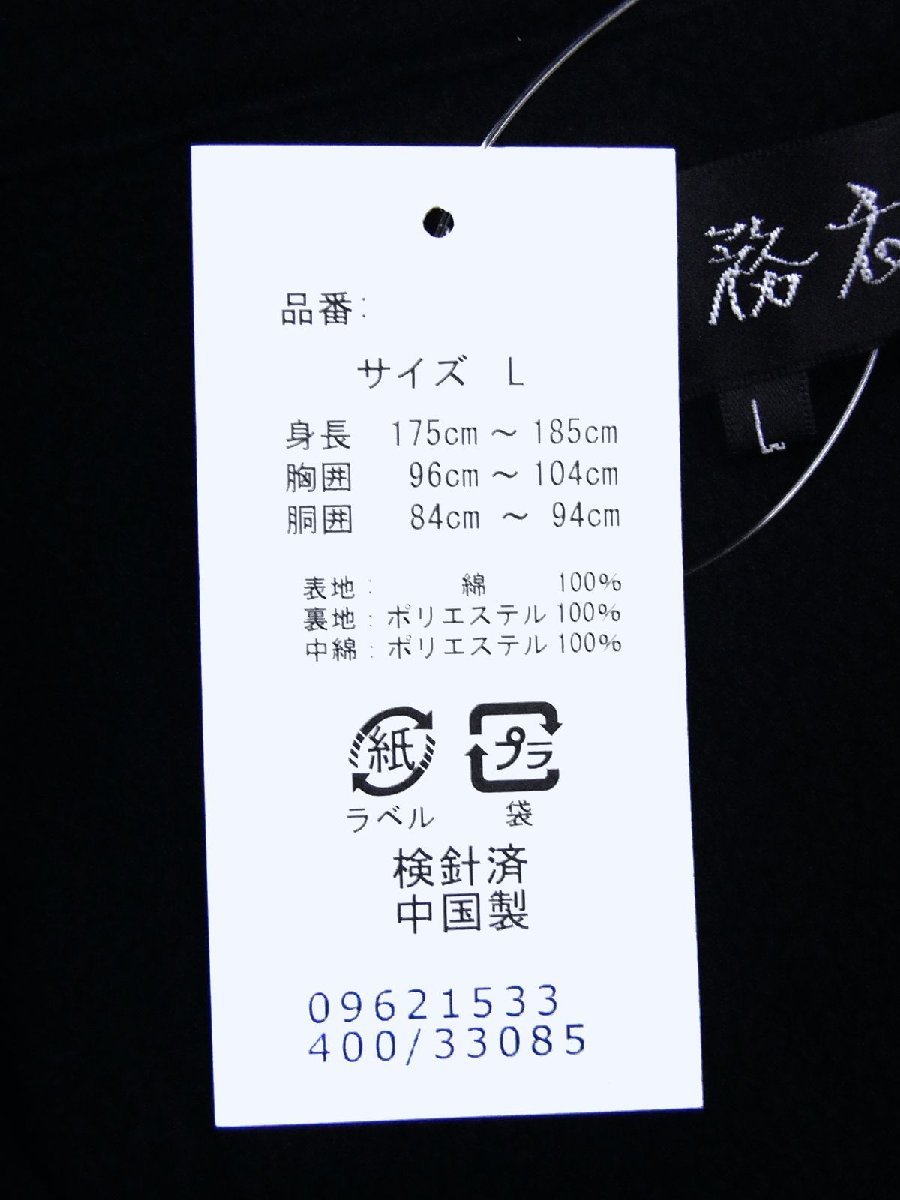 品番:
サイズ L
身長 175cm ～ 185cm
胸囲 96cm ～ 104cm
胴囲 84cm ～ 94cm
表地: 綿 100%
裏地: ポリエステル 100%
中綿: ポリエステル 100%
紙 プラ
ラベル 袋
検針済
中国製
09621533
400/33085
L